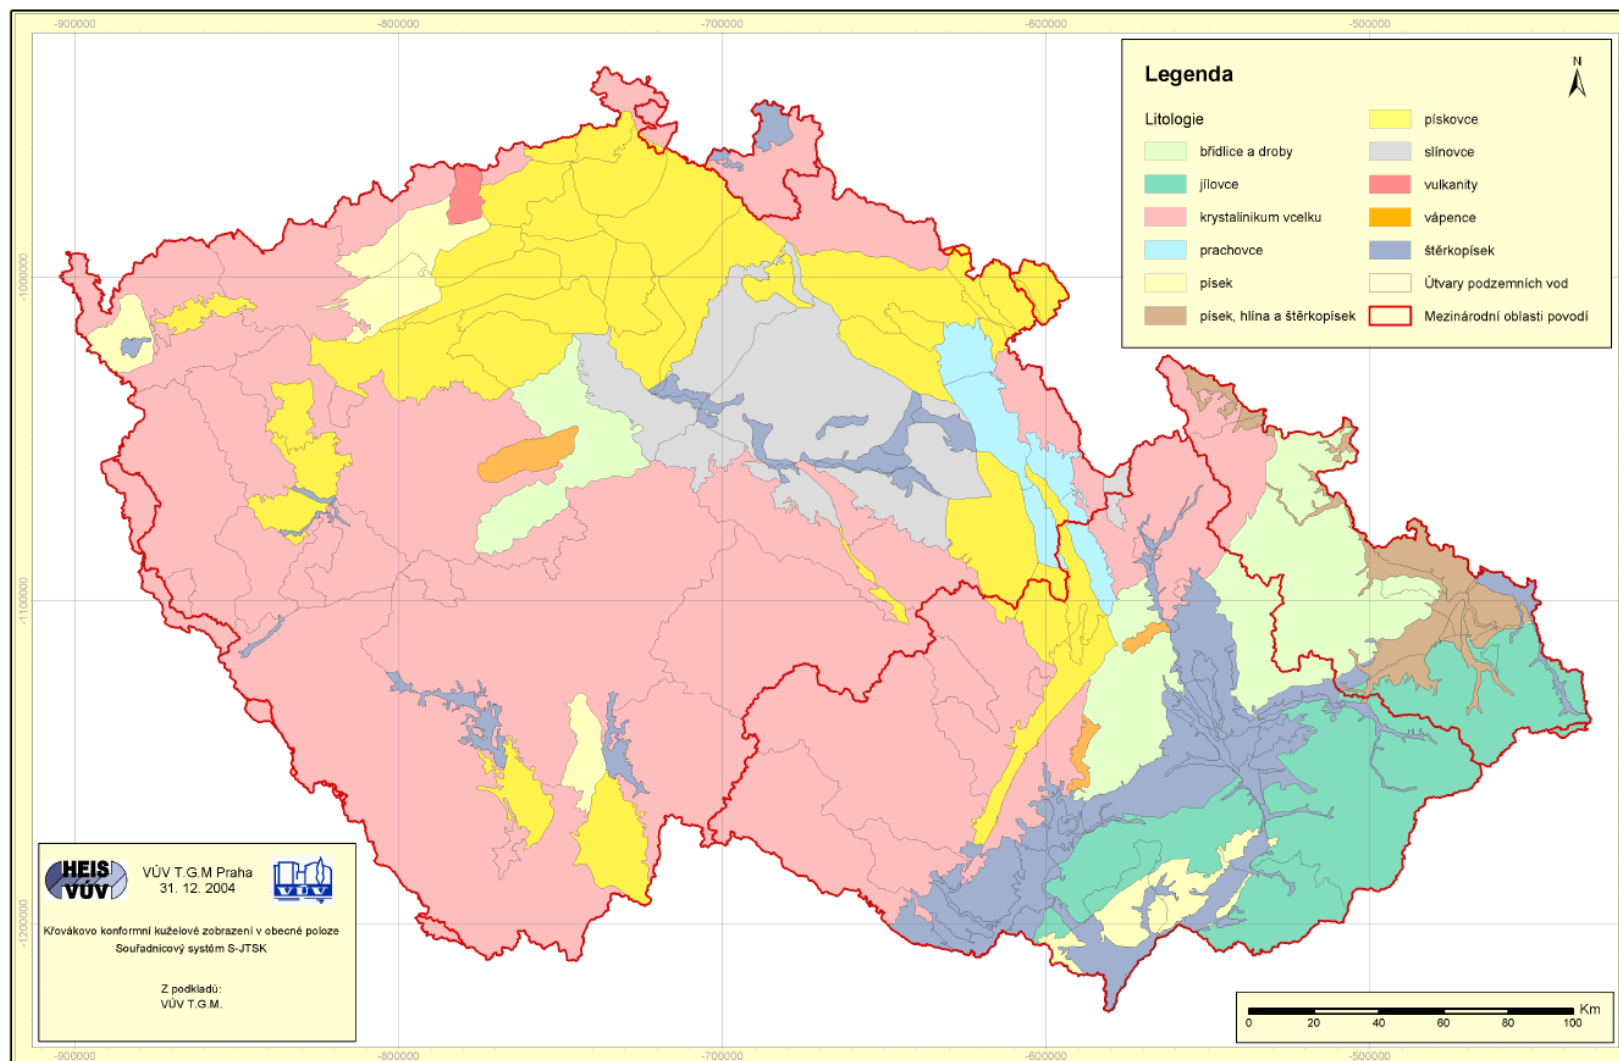 -900000 -800000 -700000 -600000 -500000
Legenda
N
Litologie
břidlice a droby
jílovce
krystalinikum vcelku
prachovce
písek
písek, hlína a štěrkopísek
pískovce
slínovce
vulkanity
vápence
štěrkopísek
Útvary podzemních vod
Mezinárodní oblasti povodí
-1000000
-1100000
-1200000
HEIS
VÚV
VÚV T.G.M Praha
31. 12. 2004
VÚV
Křovákovo konformní kuželové zobrazení v obecné poloze
Souřadnicový systém S-JTSK
Z podkladů:
VÚV T.G.M.
Km
0 20 40 60 80 100
-900000 -800000 -700000 -600000 -500000